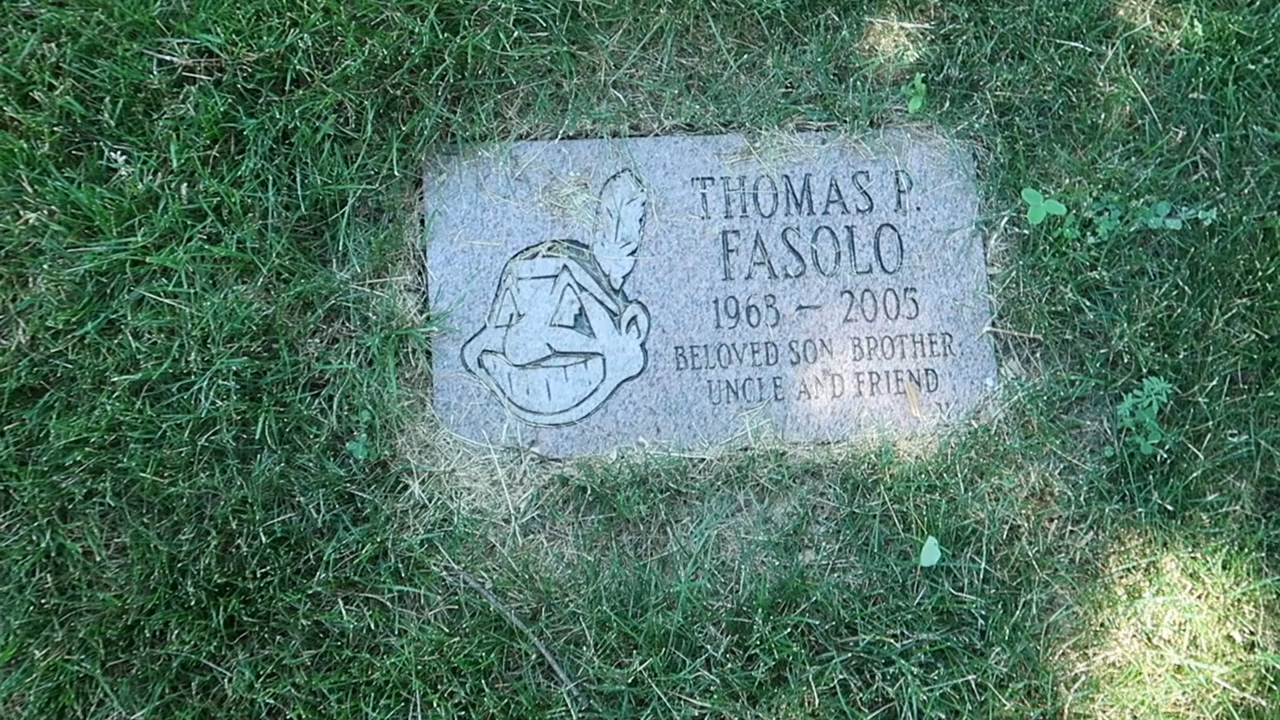 THOMAS P.
FASOLO
1963 - 2005
BELOVED SON, BROTHER
UNCLE AND FRIEND